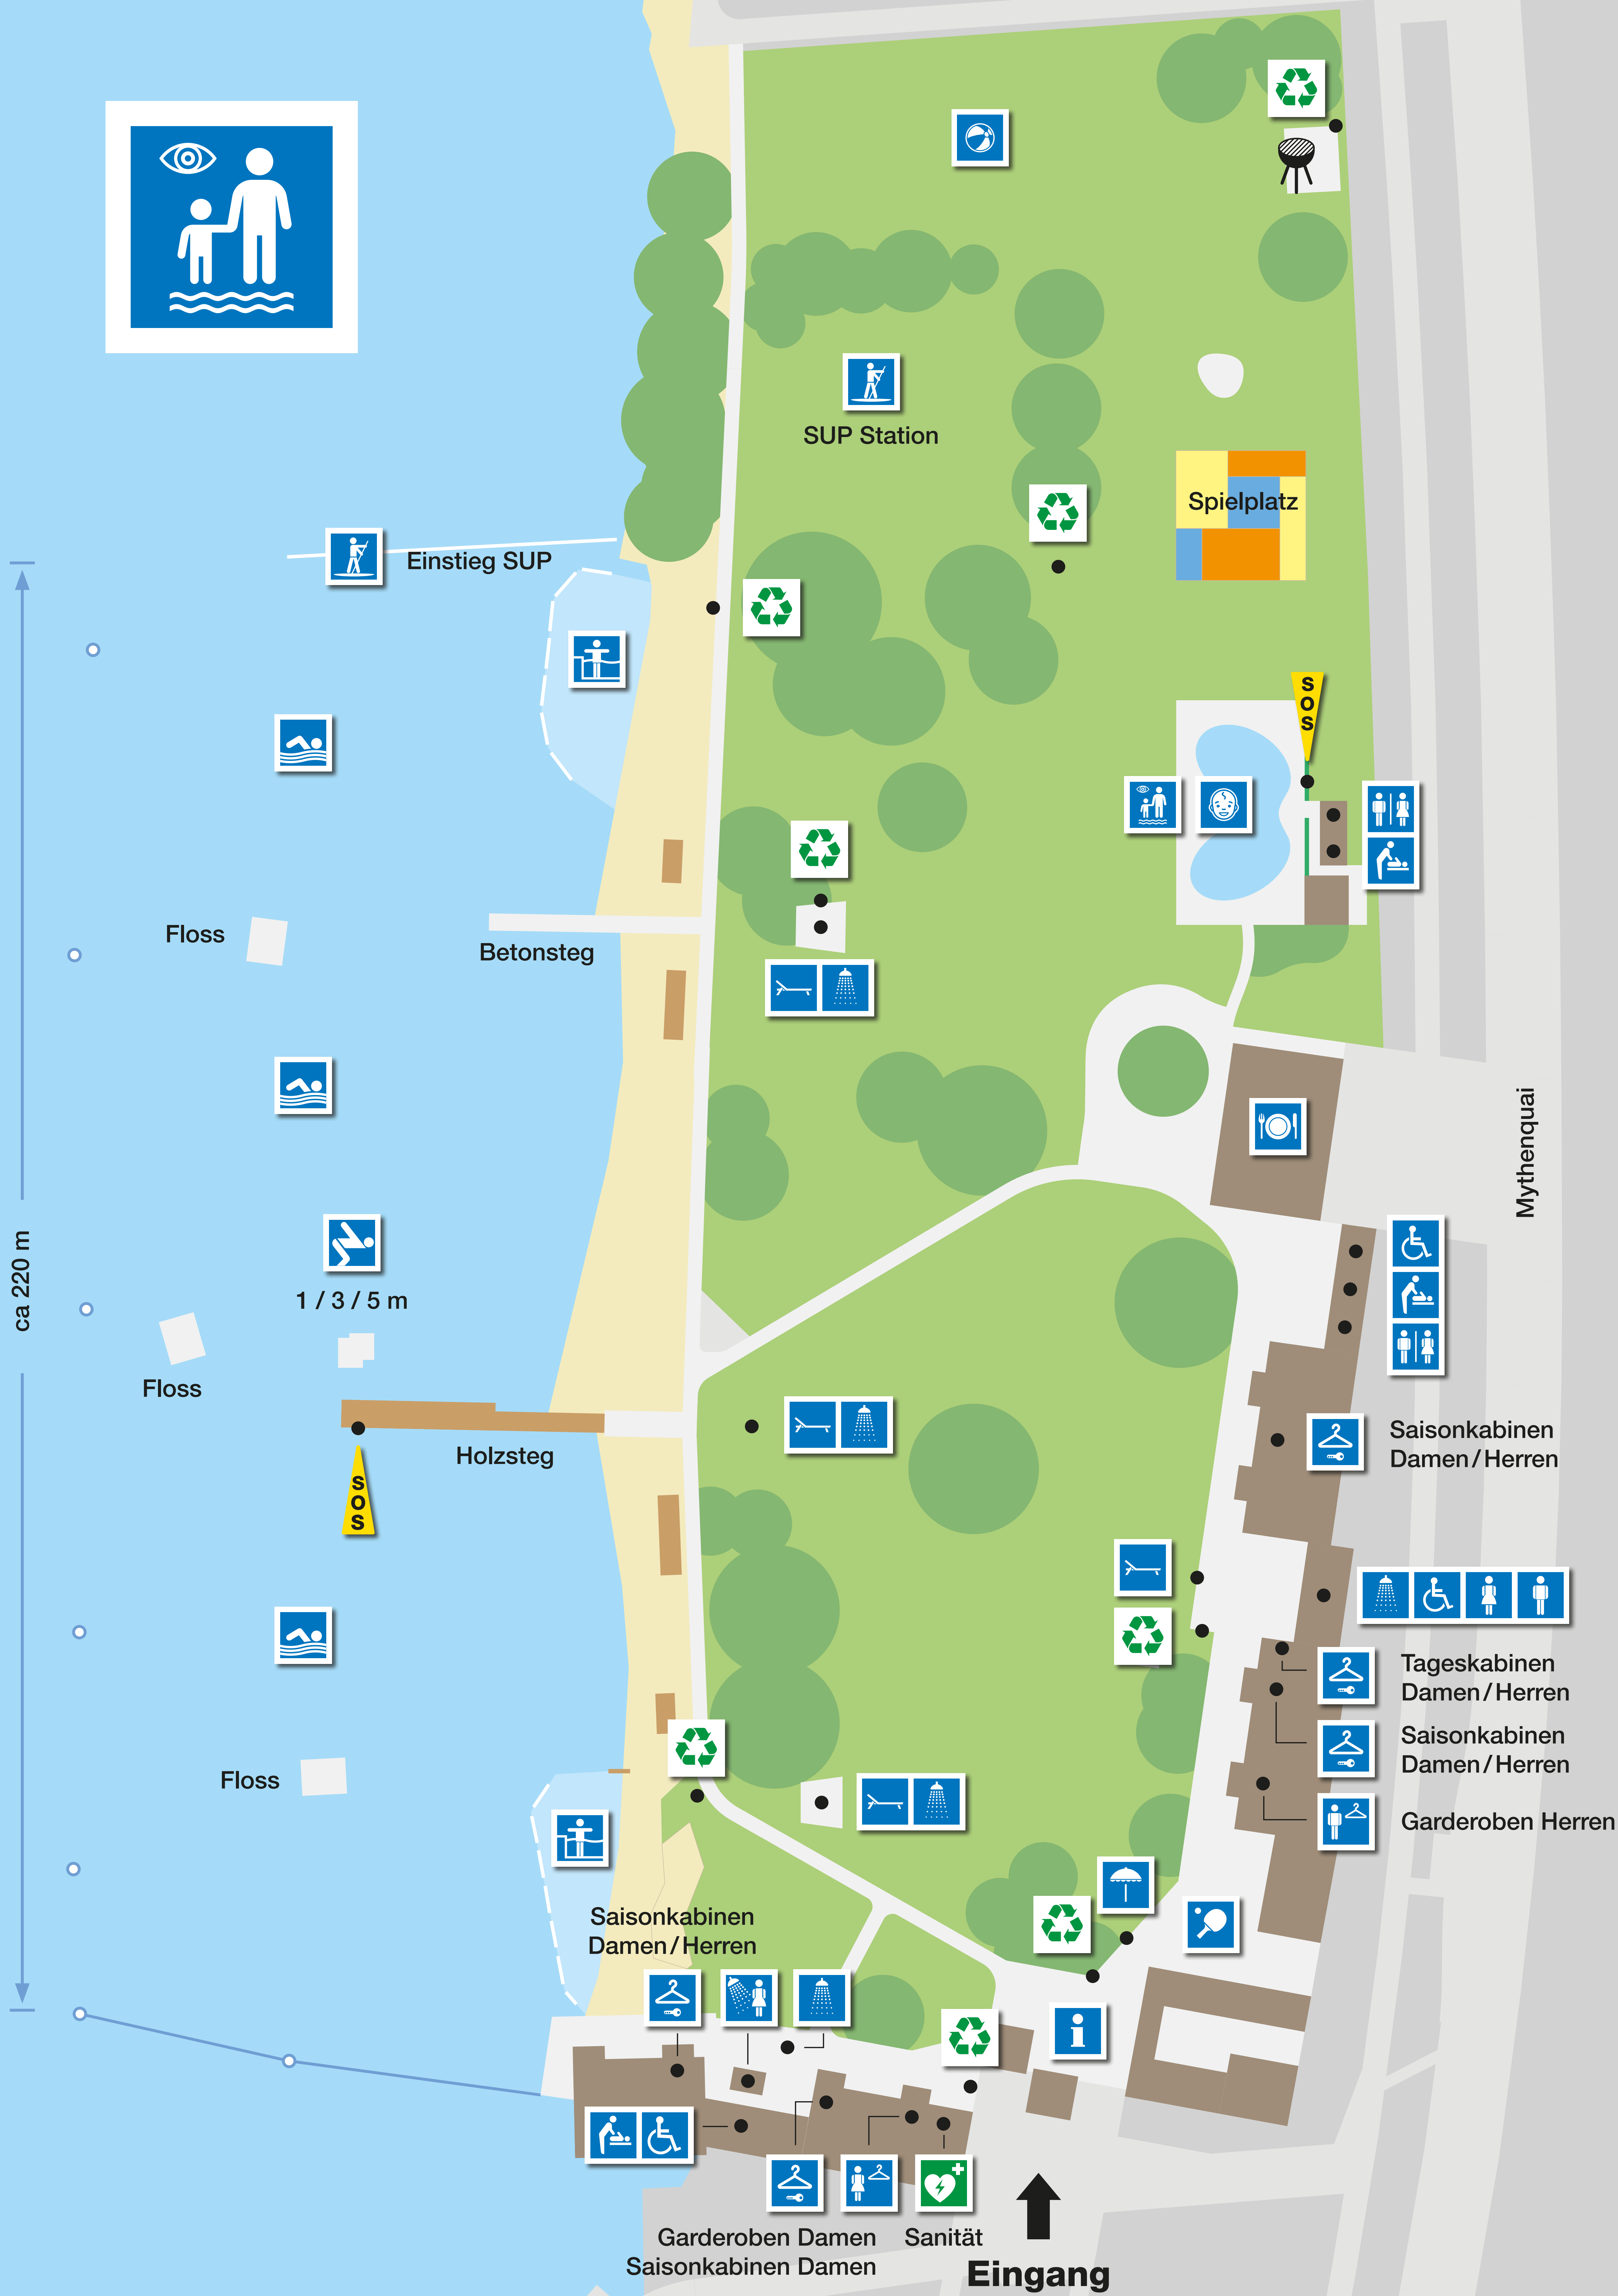 SUP Station
Spielplatz
Einstieg SUP
SOS
Floss
Betonsteg
Mythenquai
ca 220 m
1 / 3 / 5 m
Floss
Holzsteg
SOS
Saisonkabinen
Damen/Herren
Tageskabinen
Damen/Herren
Saisonkabinen
Damen/Herren
Floss
Garderoben Herren
Saisonkabinen
Damen/Herren
i
Garderoben Damen
Saisonkabinen Damen
Sanität
Eingang